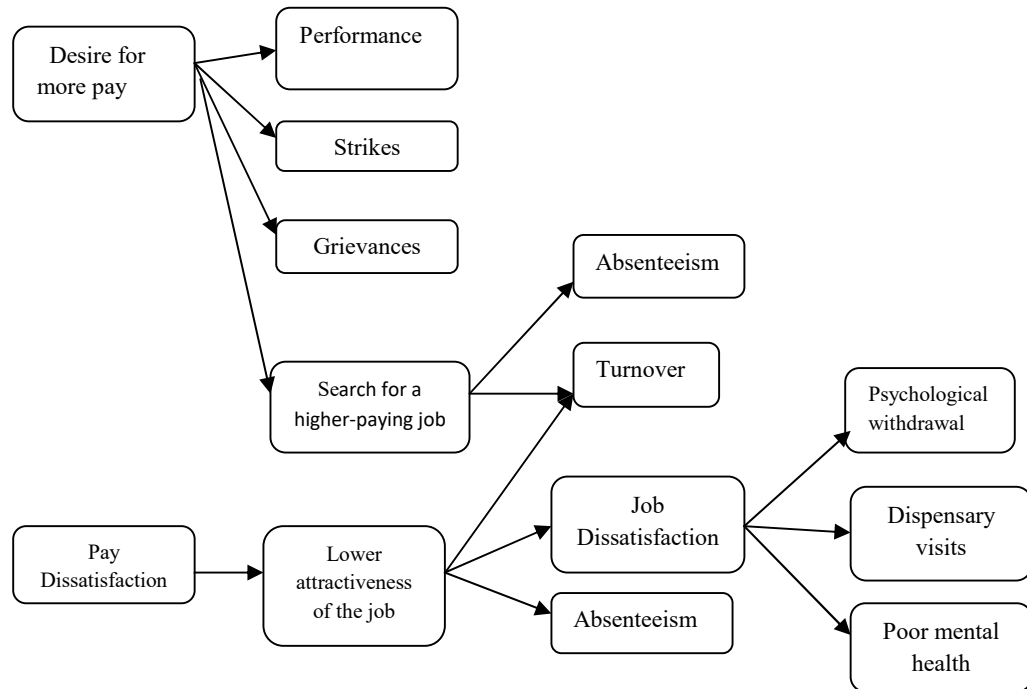 Desire for
more pay
Performance
Strikes
Grievances
Absenteeism
Search for a
higher-paying job
Turnover
Psychological
withdrawal
Pay
Dissatisfaction
Lower
attractiveness
of the job
Job
Dissatisfaction
Dispensary
visits
Absenteeism
Poor mental
health